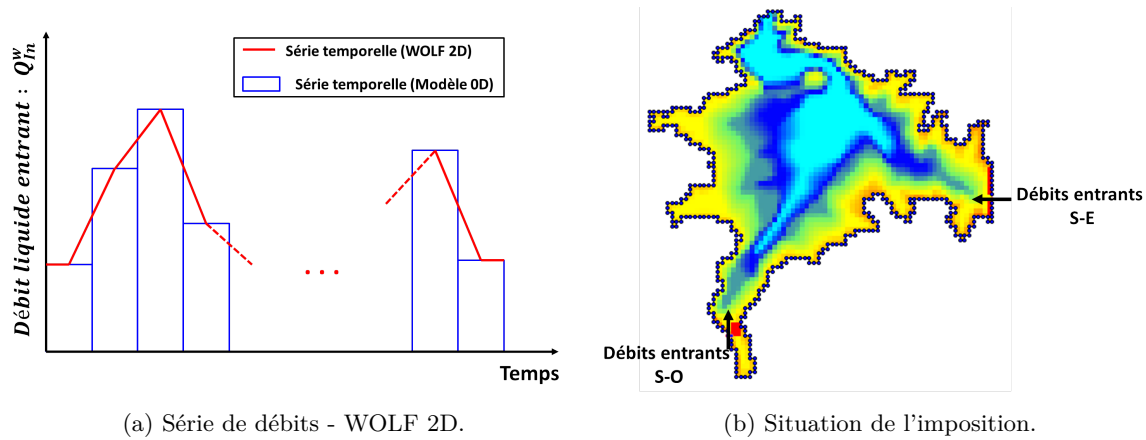 Débit liquide entrant : Q_In^w
Série temporelle (WOLF 2D)
Série temporelle (Modèle 0D)
...
Temps
(a) Série de débits - WOLF 2D.
Débits entrants
S-E
Débits entrants
S-O
(b) Situation de l'imposition.